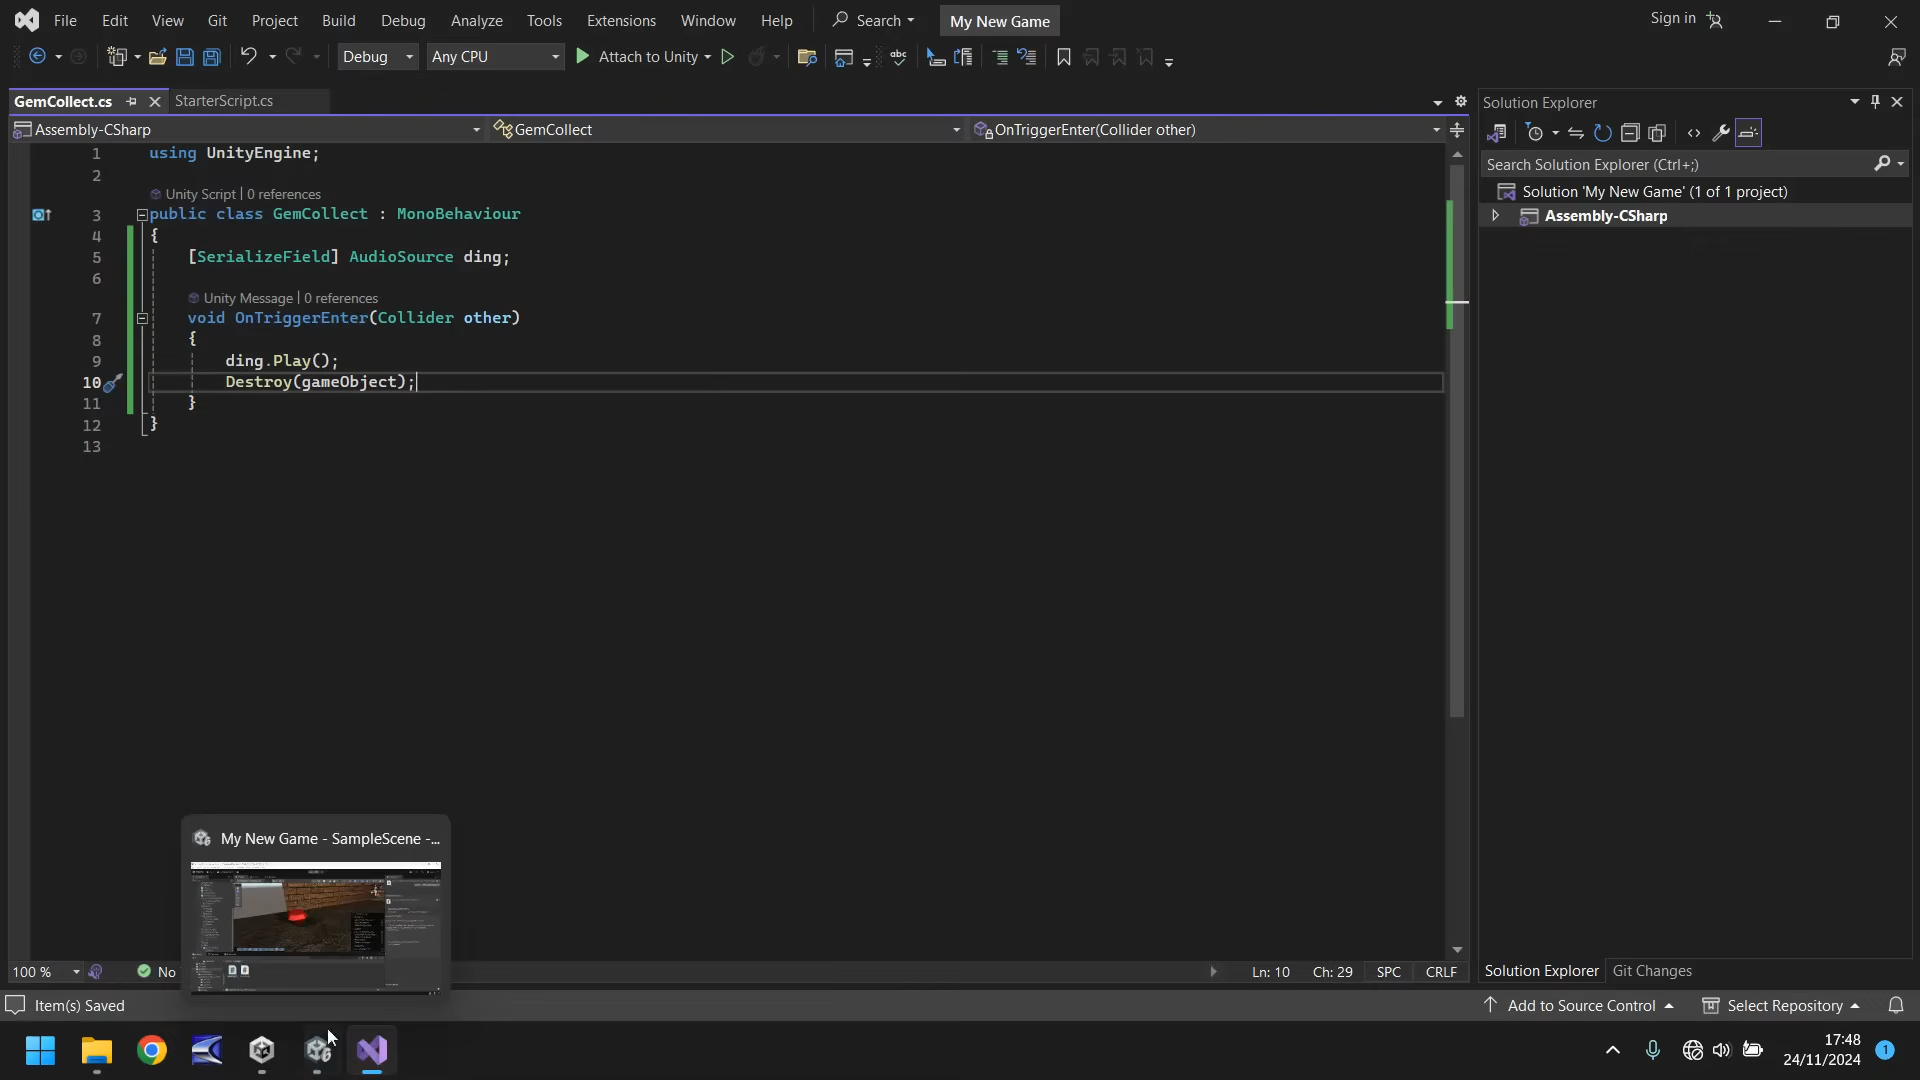 File Edit View Git Project Build Debug Analyze Tools Test Extensions Window Help Search My New Game Sign in
Debug Any CPU Attach to Unity
GemCollect.cs StarterScript.cs
Assembly-CSharp GemCollect OnTriggerEnter(Collider other)
1 using UnityEngine;
2
Unity Script | 0 references
3 public class GemCollect : MonoBehaviour
4 {
5 [SerializeField] AudioSource ding;
6
Unity Message | 0 references
7 void OnTriggerEnter(Collider other)
8 {
9 ding.Play();
10 Destroy(gameObject);
11 }
12 }
13
Solution Explorer
Search Solution Explorer (Ctrl+;)
Solution 'My New Game' (1 of 1 project)
Assembly-CSharp
My New Game - SampleScene -...
100 % No Ln: 10 Ch: 29 SPC CRLF
Solution Explorer Git Changes
Item(s) Saved Add to Source Control Select Repository
17:48
24/11/2024
1